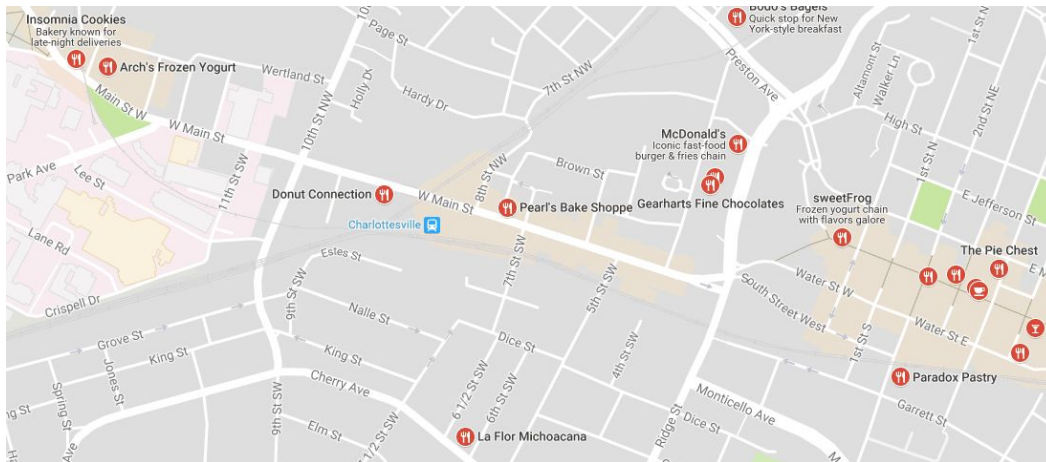 Insomnia Cookies
Bakery known for
late-night deliveries
Arch's Frozen Yogurt
Page St
Wertland St
Holly Dr
Hardy Dr
7th St NW
Bodo's Bagels
Quick stop for New
York-style breakfast
Preston Ave
Altamont St
Walker Ln
1st St N
2nd St NE
High St
Main St W
W Main St
10th St NW
Park Ave
Lee St
11th St SW
McDonald's
Iconic fast-food
burger & fries chain
Brown St
8th St NW
Donut Connection
W Main St
Pearl's Bake Shoppe
Gearharts Fine Chocolates
1st St N
E Jefferson St
sweetFrog
Frozen yogurt chain
with flavors galore
Charlottesville
Lane Rd
Estes St
7th St SW
5th St SW
The Pie Chest
Water St W
South Street West
Crispell Dr
9th St SW
Nalle St
Grove St
King St
Jones St
Spring St
King St
Dice St
4th St SW
Water St E
1st St S
Paradox Pastry
Cherry Ave
9th St SW
6 1/2 St SW
6th St SW
Monticello Ave
Garrett St
Ridge St
Dice St
Elm St
La Flor Michoacana